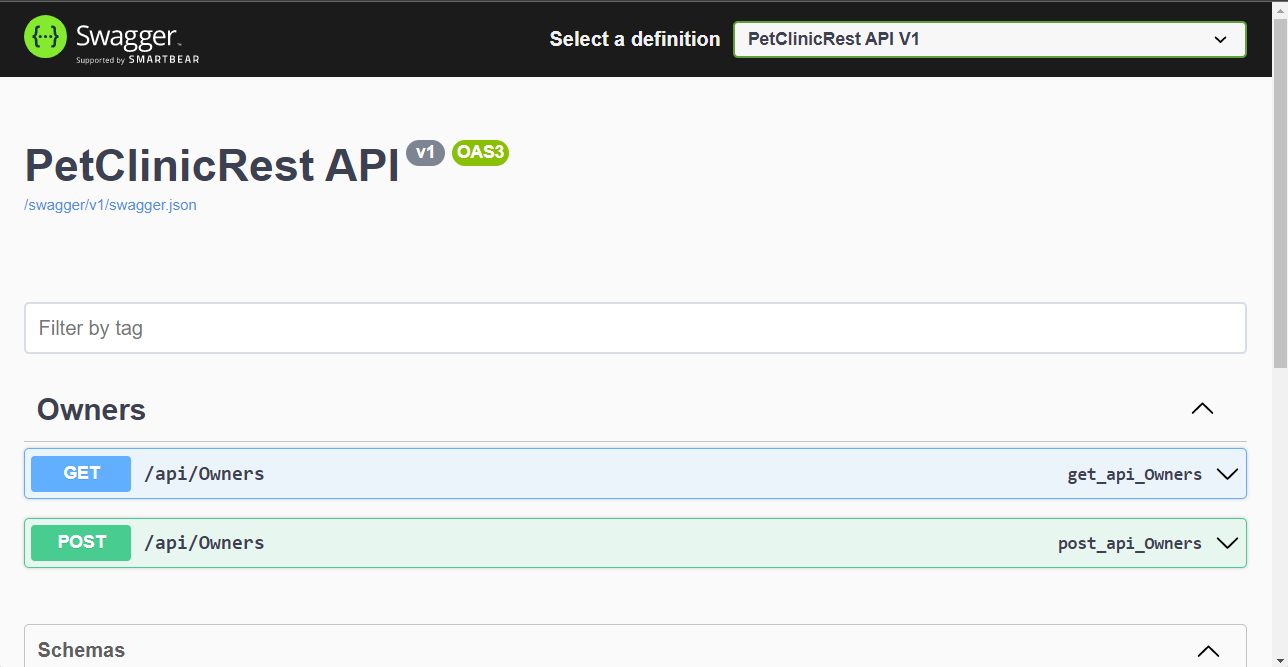 Swagger™
Supported by SMARTBEAR
Select a definition
PetClinicRest API V1
PetClinicRest API v1 OAS3
/swagger/v1/swagger.json
Filter by tag
Owners
GET /api/Owners get_api_Owners
POST /api/Owners post_api_Owners
Schemas